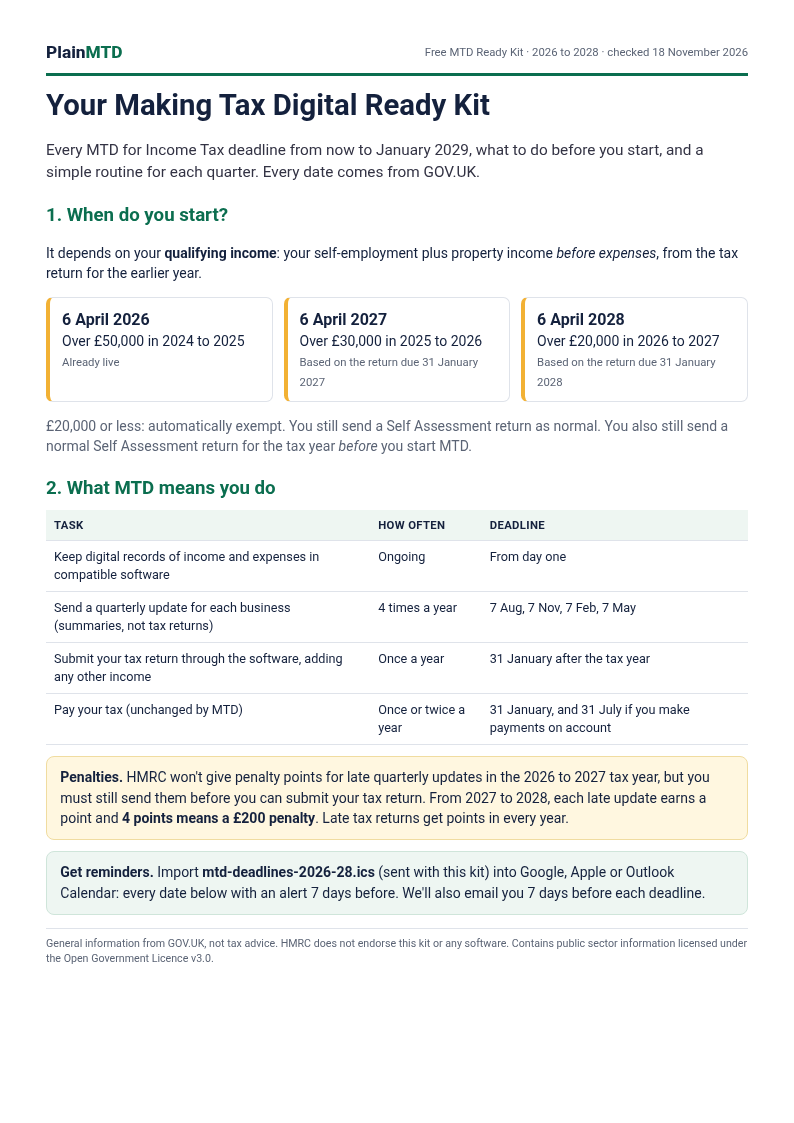 PlainMTD
Free MTD Ready Kit · 2026 to 2028 · checked 18 November 2026
Your Making Tax Digital Ready Kit
Every MTD for Income Tax deadline from now to January 2029, what to do before you start, and a
simple routine for each quarter. Every date comes from GOV.UK.
1. When do you start?
It depends on your qualifying income: your self-employment plus property income before expenses, from the tax
return for the earlier year.
6 April 2026
Over £50,000 in 2024 to 2025
Already live
6 April 2027
Over £30,000 in 2025 to 2026
Based on the return due 31 January
2027
6 April 2028
Over £20,000 in 2026 to 2027
Based on the return due 31 January
2028
£20,000 or less: automatically exempt. You still send a Self Assessment return as normal. You also still send a
normal Self Assessment return for the tax year before you start MTD.
2. What MTD means you do
TASK HOW OFTEN DEADLINE
Keep digital records of income and expenses in
compatible software
Ongoing
From day one
Send a quarterly update for each business
(summaries, not tax returns)
4 times a year
7 Aug, 7 Nov, 7 Feb, 7 May
Submit your tax return through the software, adding
any other income
Once a year
31 January after the tax year
Pay your tax (unchanged by MTD)
Once or twice a
year
31 January, and 31 July if you make
payments on account
Penalties. HMRC won't give penalty points for late quarterly updates in the 2026 to 2027 tax year, but you
must still send them before you can submit your tax return. From 2027 to 2028, each late update earns a
point and 4 points means a £200 penalty. Late tax returns get points in every year.
Get reminders. Import mtd-deadlines-2026-28.ics (sent with this kit) into Google, Apple or Outlook
Calendar: every date below with an alert 7 days before. We'll also email you 7 days before each deadline.
General information from GOV.UK, not tax advice. HMRC does not endorse this kit or any software. Contains public sector information licensed under
the Open Government Licence v3.0.